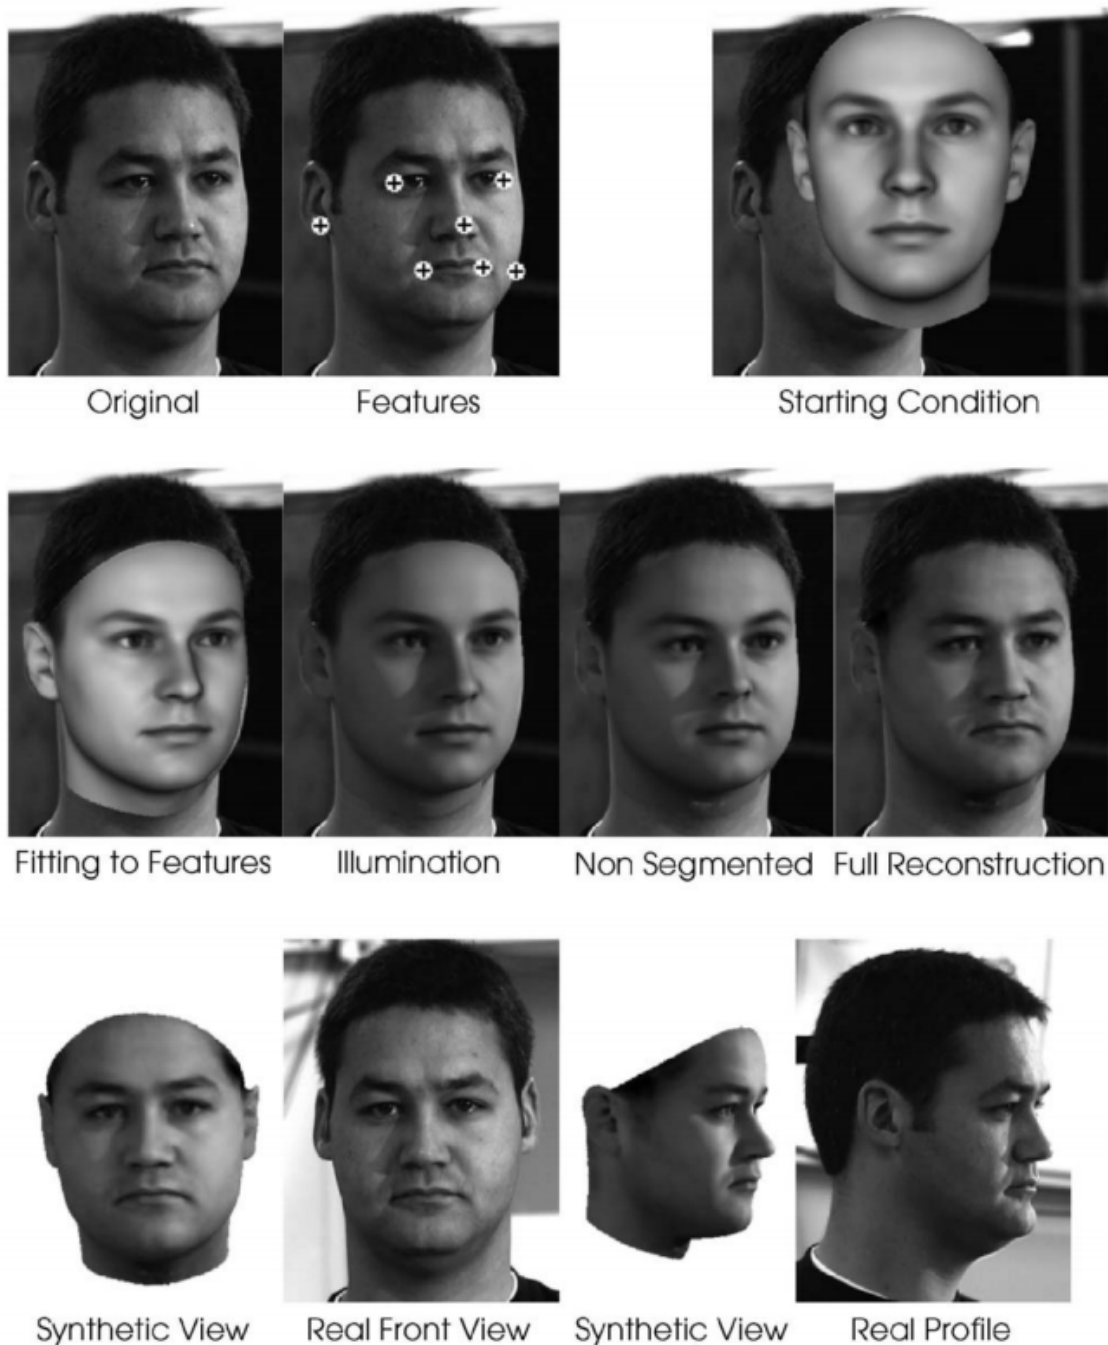 Original
Features
Starting Condition
Fitting to Features
Illumination
Non Segmented
Full Reconstruction
Synthetic View
Real Front View
Synthetic View
Real Profile